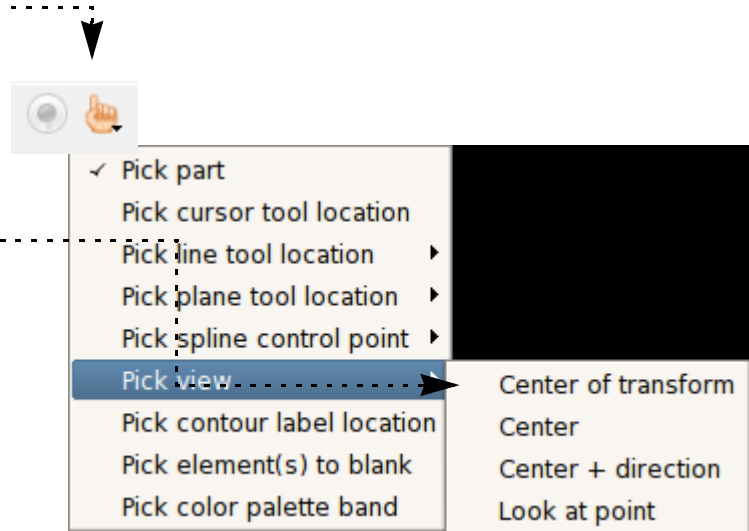 Pick part
Pick cursor tool location
Pick line tool location
Pick plane tool location
Pick spline control point
Pick view
Center of transform
Pick contour label location
Center
Pick element(s) to blank
Center + direction
Pick color palette band
Look at point